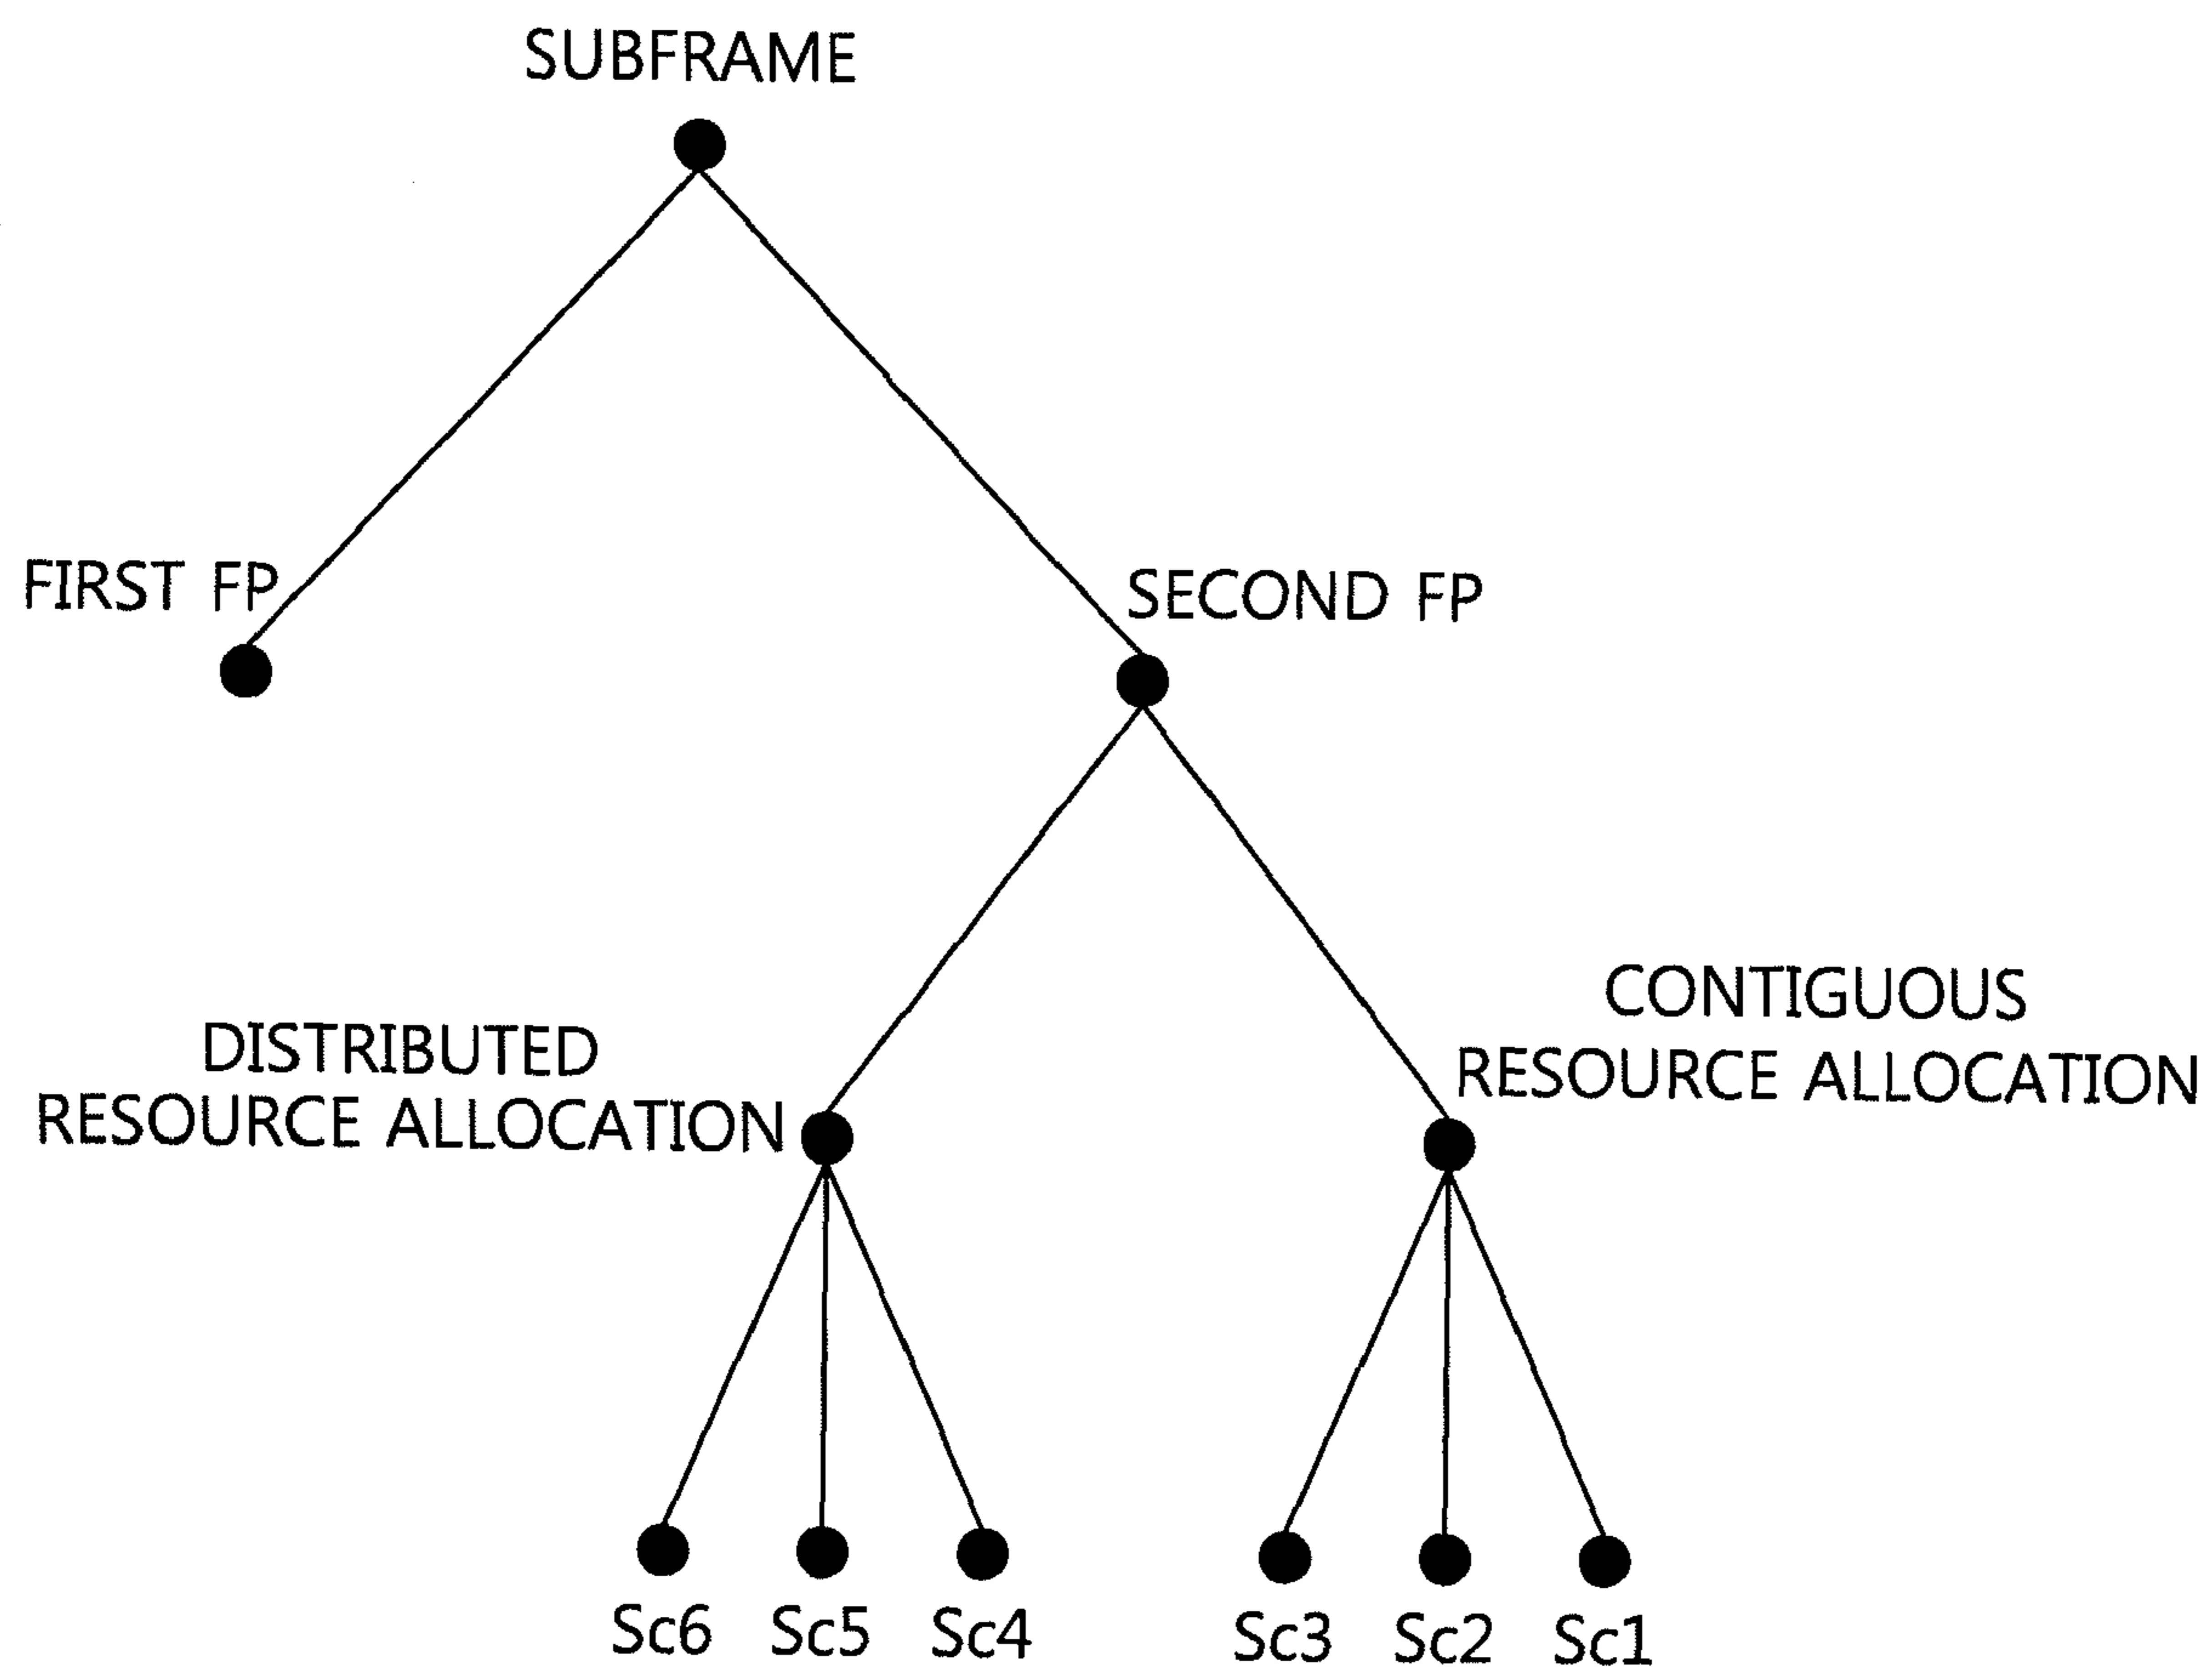 SUBFRAME
FIRST FP
SECOND FP
DISTRIBUTED
RESOURCE ALLOCATION
CONTIGUOUS
RESOURCE ALLOCATION
Sc6 Sc5 Sc4 Sc3 Sc2 Sc1